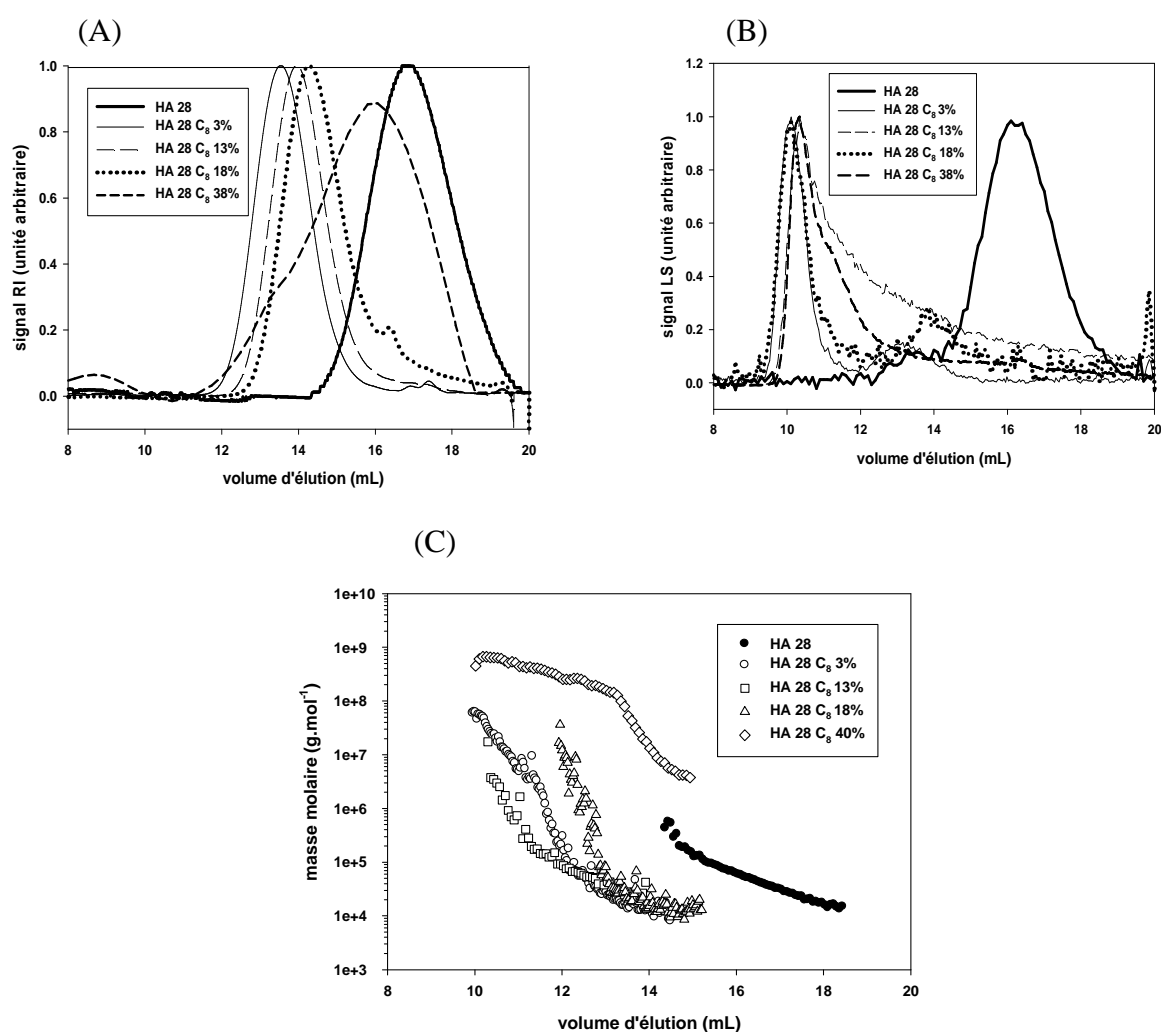 (A)
signal RI (unité arbitraire)
1.0
0.8
0.6
0.4
0.2
0.0
HA 28
HA 28 C8 3%
HA 28 C8 13%
HA 28 C8 18%
HA 28 C8 38%
8 10 12 14 16 18 20
volume d'élution (mL)
(B)
signal LS (unité arbitraire)
1.2
1.0
0.8
0.6
0.4
0.2
0.0
HA 28
HA 28 C8 3%
HA 28 C8 13%
HA 28 C8 18%
HA 28 C8 38%
8 10 12 14 16 18 20
volume d'élution (mL)
(C)
masse molaire (g.mol-1)
1e+10
1e+9
1e+8
1e+7
1e+6
1e+5
1e+4
1e+3
HA 28
HA 28 C8 3%
HA 28 C8 13%
HA 28 C8 18%
HA 28 C8 40%
8 10 12 14 16 18 20
volume d'élution (mL)